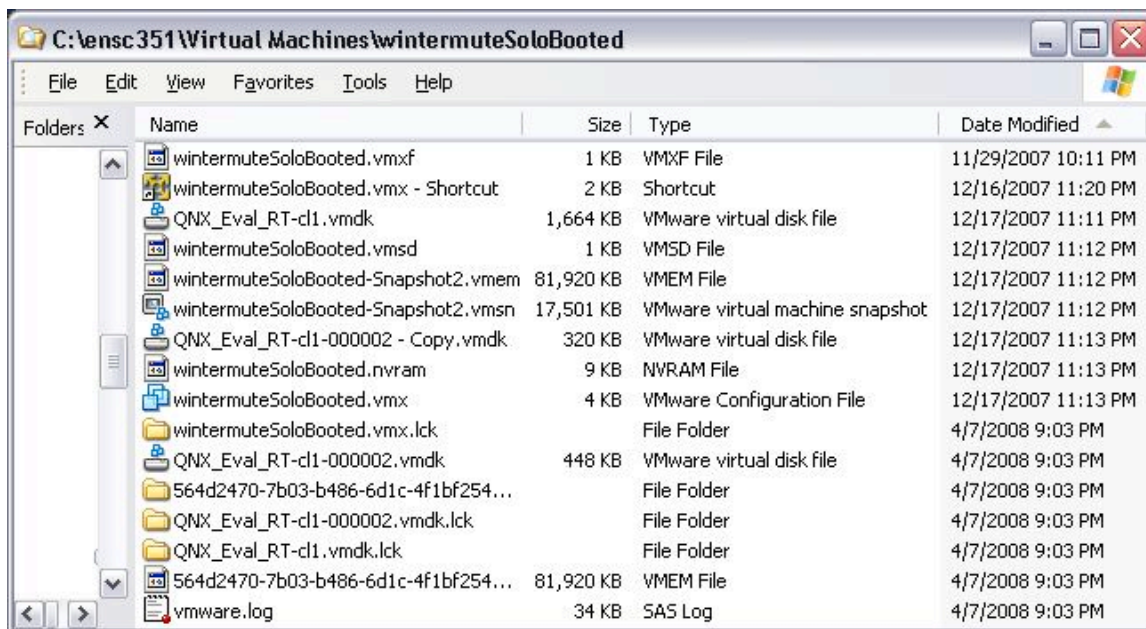 C:\ensc351\Virtual Machines\wintermuteSoloBooted
File Edit View Favorites Tools Help
Folders Name Size Type Date Modified
wintermuteSoloBooted.vmxf 1 KB VMXF File 11/29/2007 10:11 PM
wintermuteSoloBooted.vmx - Shortcut 2 KB Shortcut 12/16/2007 11:20 PM
QNX_Eval_RT-cl1.vmdk 1,664 KB VMware virtual disk file 12/17/2007 11:11 PM
wintermuteSoloBooted.vmsd 1 KB VMSD File 12/17/2007 11:12 PM
wintermuteSoloBooted-Snapshot2.vmem 81,920 KB VMEM File 12/17/2007 11:12 PM
wintermuteSoloBooted-Snapshot2.vmsn 17,501 KB VMware virtual machine snapshot 12/17/2007 11:12 PM
QNX_Eval_RT-cl1-000002 - Copy.vmdk 320 KB VMware virtual disk file 12/17/2007 11:13 PM
wintermuteSoloBooted.nvram 9 KB NVRAM File 12/17/2007 11:13 PM
wintermuteSoloBooted.vmx 4 KB VMware Configuration File 12/17/2007 11:13 PM
wintermuteSoloBooted.vmx.lck File Folder 4/7/2008 9:03 PM
QNX_Eval_RT-cl1-000002.vmdk 448 KB VMware virtual disk file 4/7/2008 9:03 PM
564d2470-7b03-b486-6d1c-4f1bf254... File Folder 4/7/2008 9:03 PM
QNX_Eval_RT-cl1-000002.vmdk.lck File Folder 4/7/2008 9:03 PM
QNX_Eval_RT-cl1.vmdk.lck File Folder 4/7/2008 9:03 PM
564d2470-7b03-b486-6d1c-4f1bf254... 81,920 KB VMEM File 4/7/2008 9:03 PM
vmware.log 34 KB SAS Log 4/7/2008 9:03 PM